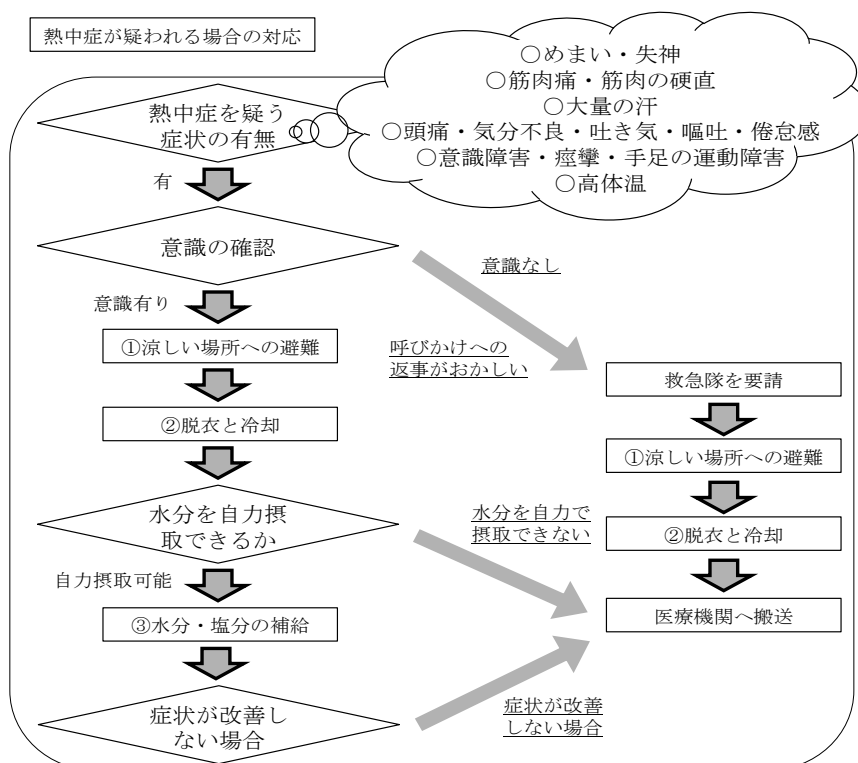 熱中症が疑われる場合の対応
○めまい・失神
○筋肉痛・筋肉の硬直
○大量の汗
○頭痛・気分不良・吐き気・嘔吐・倦怠感
○意識障害・痙攣・手足の運動障害
○高体温
熱中症を疑う
症状の有無
有
意識の確認
意識なし
意識有り
呼びかけへの
返事がおかしい
①涼しい場所への避難
②脱衣と冷却
救急隊を要請
①涼しい場所への避難
②脱衣と冷却
医療機関へ搬送
水分を自力摂
取できるか
水分を自力で
摂取できない
自力摂取可能
③水分・塩分の補給
症状が改善し
ない場合
症状が改善
しない場合